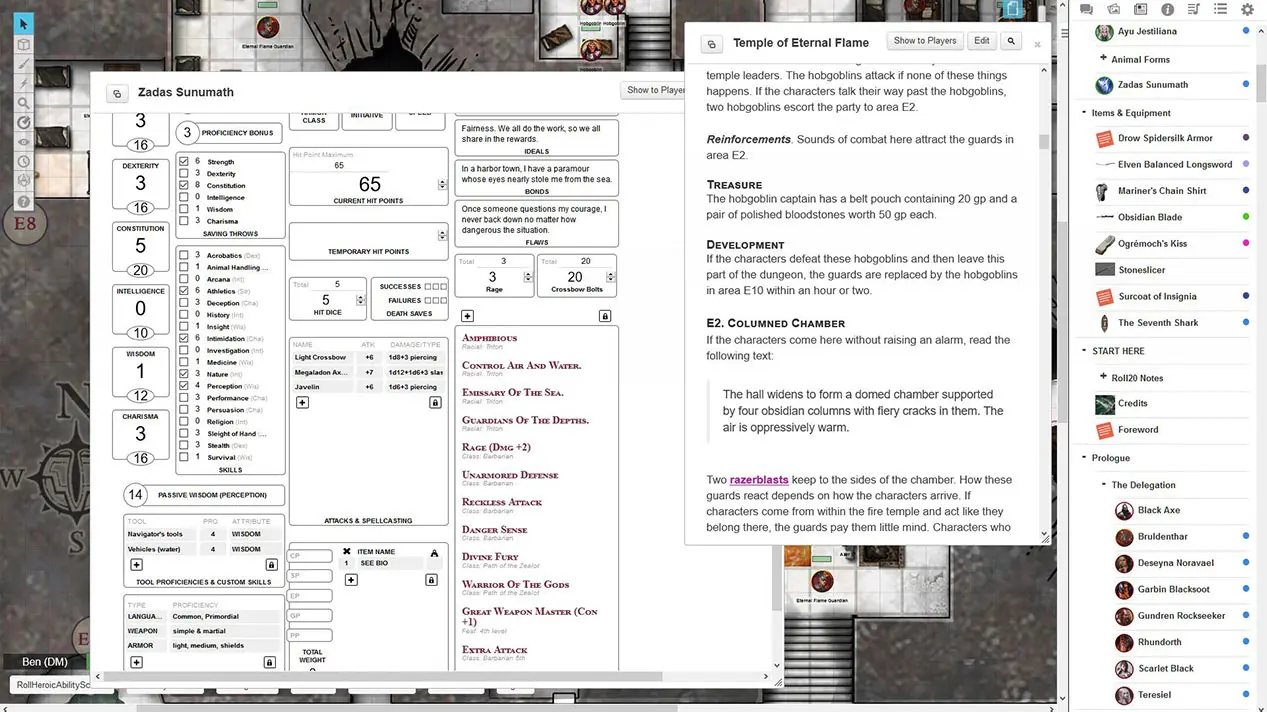 Eternal Flame Guardian
Hobgoblin
Hobgoblin
E8
Zadas Sunumath
Show to Player
3
16
DEXTERITY
3
16
CONSTITUTION
5
20
INTELLIGENCE
0
10
WISDOM
1
12
CHARISMA
3
16
3 PROFICIENCY BONUS
6 Strength
3 Dexterity
8 Constitution
0 Intelligence
1 Wisdom
3 Charisma
SAVING THROWS
3 Acrobatics (Dex)
1 Animal Handling ...
0 Arcana (Int)
6 Athletics (Str)
3 Deception (Cha)
0 History (Int)
1 Insight (Wis)
6 Intimidation (Cha)
0 Investigation (Int)
1 Medicine (Wis)
3 Nature (Int)
4 Perception (Wis)
3 Performance (Cha)
3 Persuasion (Cha)
0 Religion (Int)
3 Sleight of Hand (...
3 Stealth (Dex)
1 Survival (Wis)
SKILLS
14 PASSIVE WISDOM (PERCEPTION)
TOOL PRO ATTRIBUTE
Navigator's tools 4 WISDOM
Vehicles (water) 4 WISDOM
TOOL PROFICIENCIES & CUSTOM SKILLS
TYPE PROFICIENCY
LANGUA... Common, Primordial
WEAPON simple & martial
ARMOR light, medium, shields
ARMOR CLASS
INITIATIVE
SPEED
Hit Point Maximum
65
65
CURRENT HIT POINTS
TEMPORARY HIT POINTS
Total 5
5
HIT DICE
SUCCESSES
FAILURES
DEATH SAVES
NAME ATK DAMAGE/TYPE
Light Crossbow +6 1d8+3 piercing
Megaladon Ax... +7 1d12+1d6+3 slas
Javelin +6 1d6+3 piercing
ATTACKS & SPELLCASTING
CP
SP
EP
GP
PP
TOTAL
WEIGHT
ITEM NAME
1 SEE BIO
Fairness. We all do the work, so we all
share in the rewards.
IDEALS
In a harbor town, I have a paramour
whose eyes nearly stole me from the sea.
BONDS
Once someone questions my courage, I
never back down no matter how
dangerous the situation.
FLAWS
Total 3
3
Rage
Total 20
20
Crossbow Bolts
AMPHIBIOUS
Racial: Triton
CONTROL AIR AND WATER.
Racial: Triton
EMISSARY OF THE SEA.
Racial: Triton
GUARDIANS OF THE DEPTHS.
Racial: Triton
RAGE (DMG +2)
Class: Barbarian
UNARMORED DEFENSE
Class: Barbarian
RECKLESS ATTACK
Class: Barbarian
DANGER SENSE
Class: Barbarian
DIVINE FURY
Class: Path of the Zealot
WARRIOR OF THE GODS
Class: Path of the Zealot
GREAT WEAPON MASTER (CON
+1)
Feat: 4th level
EXTRA ATTACK
Class: Barbarian 5th
Temple of Eternal Flame
Show to Players
Edit
temple leaders. The hobgoblins attack if none of these things
happens. If the characters talk their way past the hobgoblins,
two hobgoblins escort the party to area E2.
Reinforcements. Sounds of combat here attract the guards in
area E2.
TREASURE
The hobgoblin captain has a belt pouch containing 20 gp and a
pair of polished bloodstones worth 50 gp each.
DEVELOPMENT
If the characters defeat these hobgoblins and then leave this
part of the dungeon, the guards are replaced by the hobgoblins
in area E10 within an hour or two.
E2. COLUMNED CHAMBER
If the characters come here without raising an alarm, read the
following text:
The hall widens to form a domed chamber supported
by four obsidian columns with fiery cracks in them. The
air is oppressively warm.
Two razerblasts keep to the sides of the chamber. How these
guards react depends on how the characters arrive. If
characters come from within the fire temple and act like they
belong there, the guards pay them little mind. Characters who
Eternal Flame Guardian
Ben (DM)
RollHeroicAbilitySc
N
W
S
Ayu Jestiliana
Animal Forms
Zadas Sunumath
Items & Equipment
Drow Spidersilk Armor
Elven Balanced Longsword
Mariner's Chain Shirt
Obsidian Blade
Ogrémoch's Kiss
Stoneslicer
Surcoat of Insignia
The Seventh Shark
START HERE
Roll20 Notes
Credits
Foreword
Prologue
The Delegation
Black Axe
Bruldenthar
Deseyna Noravael
Garbin Blacksoot
Gundren Rockseeker
Rhundorth
Scarlet Black
Teresiel